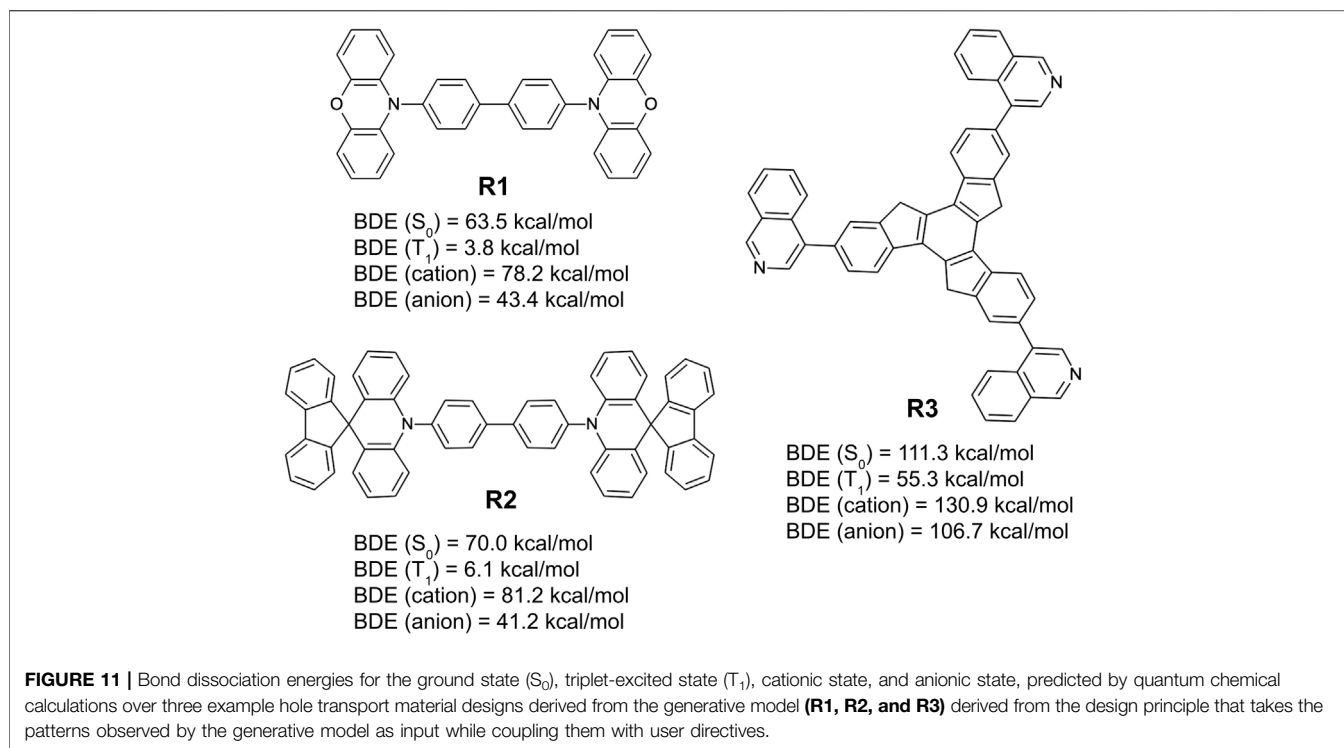 O
N
N
O
R1
BDE (S₀) = 63.5 kcal/mol
BDE (T₁) = 3.8 kcal/mol
BDE (cation) = 78.2 kcal/mol
BDE (anion) = 43.4 kcal/mol
N
N
R2
BDE (S₀) = 70.0 kcal/mol
BDE (T₁) = 6.1 kcal/mol
BDE (cation) = 81.2 kcal/mol
BDE (anion) = 41.2 kcal/mol
N
N
N
R3
BDE (S₀) = 111.3 kcal/mol
BDE (T₁) = 55.3 kcal/mol
BDE (cation) = 130.9 kcal/mol
BDE (anion) = 106.7 kcal/mol
FIGURE 11 | Bond dissociation energies for the ground state (S₀), triplet-excited state (T₁), cationic state, and anionic state, predicted by quantum chemical
calculations over three example hole transport material designs derived from the generative model (R1, R2, and R3) derived from the design principle that takes the
patterns observed by the generative model as input while coupling them with user directives.